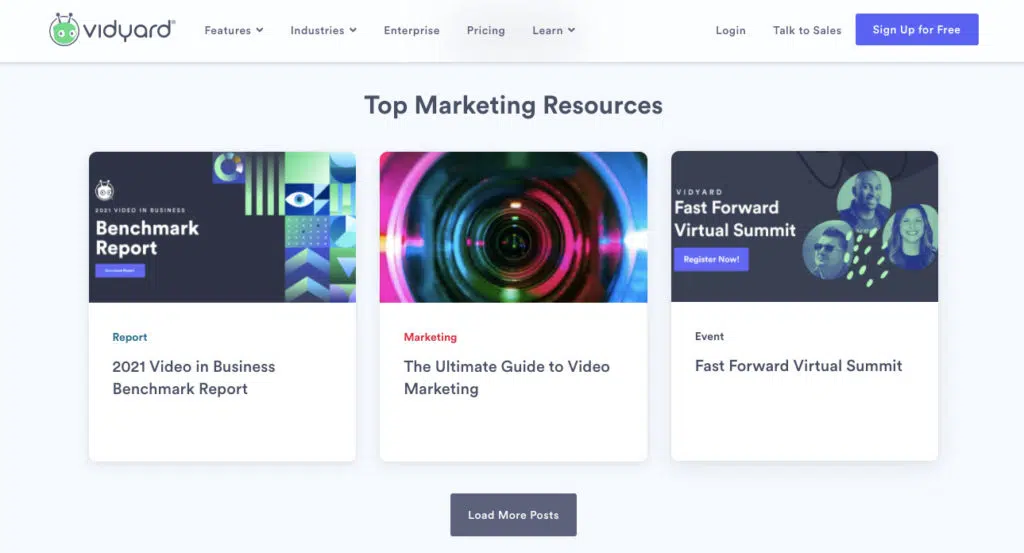 vidyard®
Features
Industries
Enterprise
Pricing
Learn
Login
Talk to Sales
Sign Up for Free
Top Marketing Resources
2021 VIDEO IN BUSINESS
Benchmark
Report
Download Report
VIDYARD
Fast Forward
Virtual Summit
Register Now!
Report
2021 Video in Business
Benchmark Report
Marketing
The Ultimate Guide to Video
Marketing
Event
Fast Forward Virtual Summit
Load More Posts